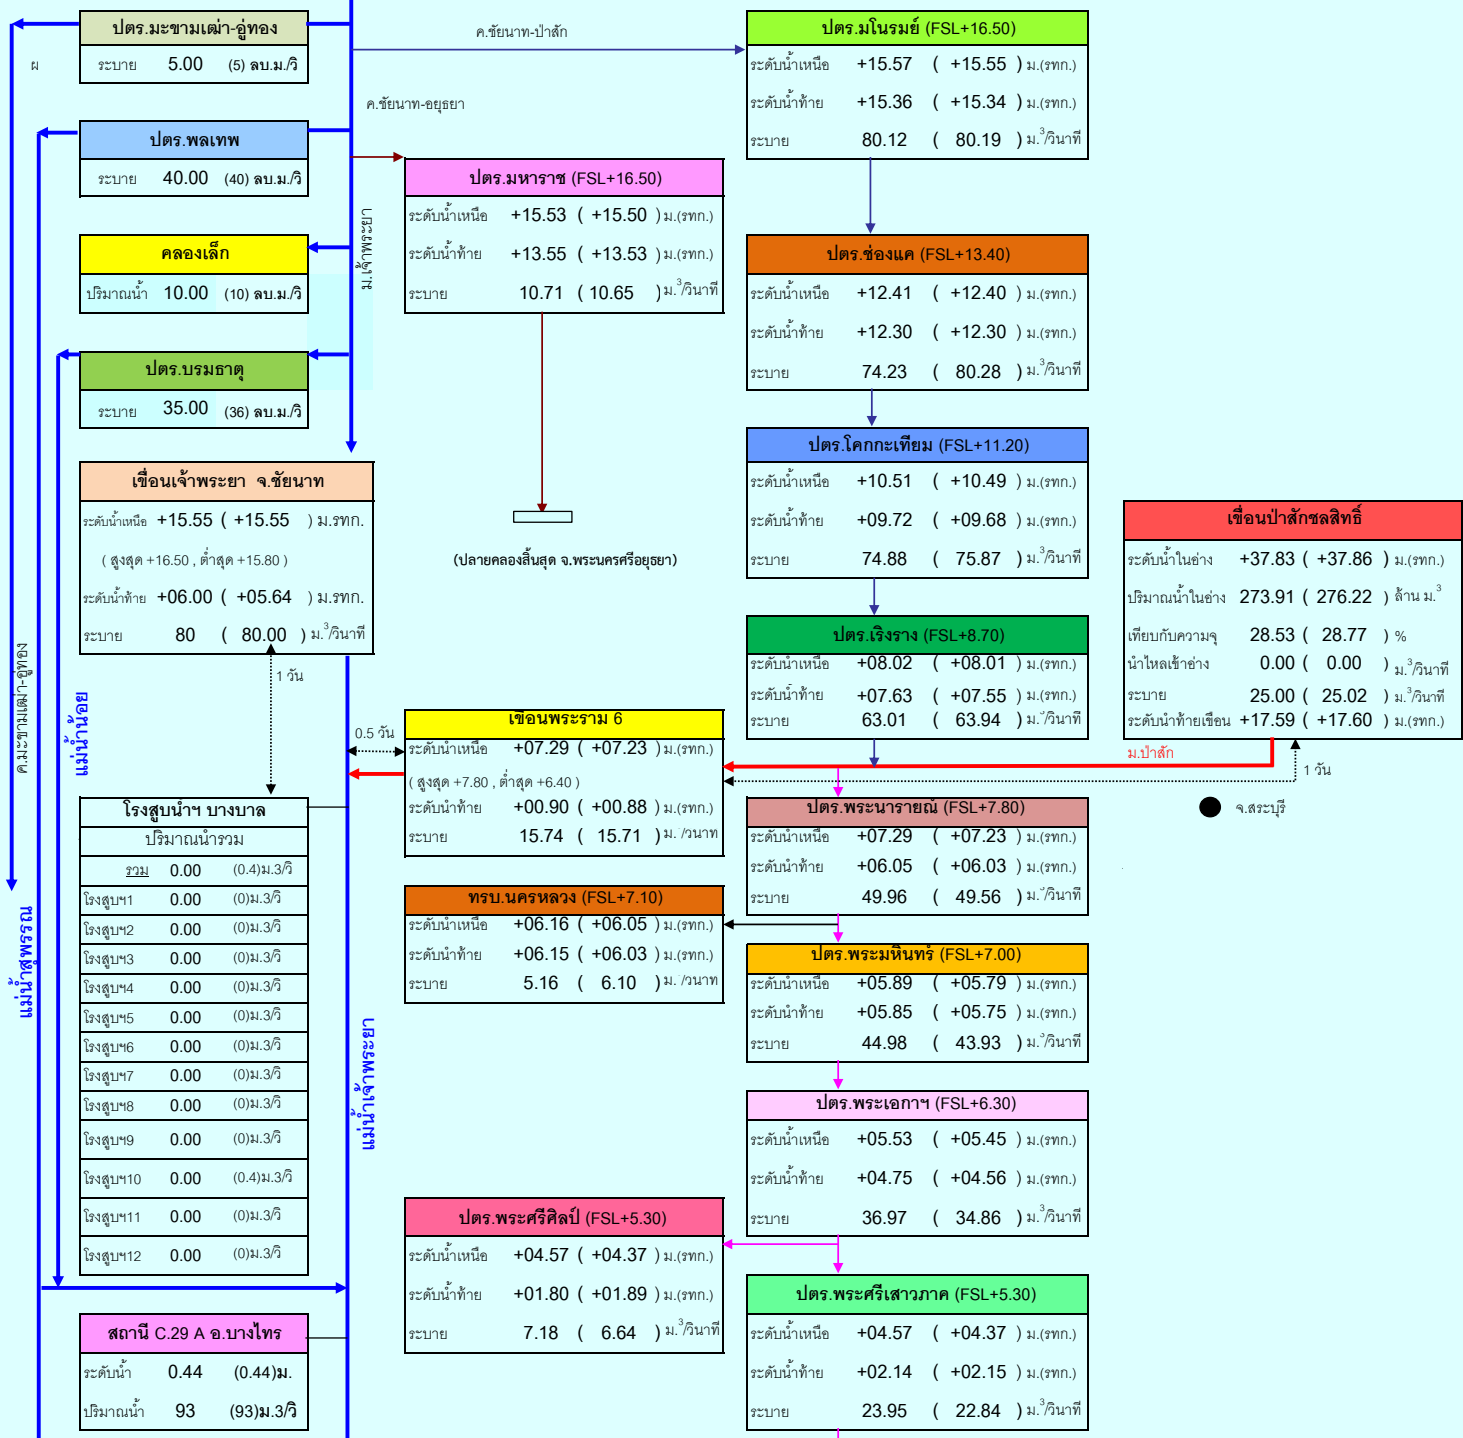 ปตร.มะขามเฒ่า-อู่ทอง
ระบาย 5.00 (5) ลบ.ม./วิ
ผ
ค.ชัยนาท-ป่าสัก
ค.ชัยนาท-อยุธยา
ปตร.มโนรมย์ (FSL+16.50)
ระดับน้ำเหนือ +15.57 ( +15.55 ) ม.(รทก.)
ระดับน้ำท้าย +15.36 ( +15.34 ) ม.(รทก.)
ระบาย 80.12 ( 80.19 ) ม.³/วินาที
ปตร.พลเทพ
ระบาย 40.00 (40) ลบ.ม./วิ
ปตร.มหาราช (FSL+16.50)
ระดับน้ำเหนือ +15.53 ( +15.50 ) ม.(รทก.)
ระดับน้ำท้าย +13.55 ( +13.53 ) ม.(รทก.)
ระบาย 10.71 ( 10.65 ) ม.³/วินาที
ม.เจ้าพระยา
คลองเล็ก
ปริมาณน้ำ 10.00 (10) ลบ.ม./วิ
ปตร.ช่องแค (FSL+13.40)
ระดับน้ำเหนือ +12.41 ( +12.40 ) ม.(รทก.)
ระดับน้ำท้าย +12.30 ( +12.30 ) ม.(รทก.)
ระบาย 74.23 ( 80.28 ) ม.³/วินาที
ปตร.บรมธาตุ
ระบาย 35.00 (36) ลบ.ม./วิ
ปตร.โคกกะเทียม (FSL+11.20)
ระดับน้ำเหนือ +10.51 ( +10.49 ) ม.(รทก.)
ระดับน้ำท้าย +09.72 ( +09.68 ) ม.(รทก.)
ระบาย 74.88 ( 75.87 ) ม.³/วินาที
เขื่อนเจ้าพระยา จ.ชัยนาท
ระดับน้ำเหนือ +15.55 ( +15.55 ) ม.รทก.
( สูงสุด +16.50 , ต่ำสุด +15.80 )
ระดับน้ำท้าย +06.00 ( +05.64 ) ม.รทก.
ระบาย 80 ( 80.00 ) ม.³/วินาที
(ปลายคลองสิ้นสุด จ.พระนครศรีอยุธยา)
เขื่อนป่าสักชลสิทธิ์
ระดับน้ำในอ่าง +37.83 ( +37.86 ) ม.(รทก.)
ปริมาณน้ำในอ่าง 273.91 ( 276.22 ) ล้าน ม.³
เทียบกับความจุ 28.53 ( 28.77 ) %
น้ำไหลเข้าอ่าง 0.00 ( 0.00 ) ม.³/วินาที
ระบาย 25.00 ( 25.02 ) ม.³/วินาที
ระดับน้ำท้ายเขื่อน +17.59 ( +17.60 ) ม.(รทก.)
ปตร.เริงราง (FSL+8.70)
ระดับน้ำเหนือ +08.02 ( +08.01 ) ม.(รทก.)
ระดับน้ำท้าย +07.63 ( +07.55 ) ม.(รทก.)
ระบาย 63.01 ( 63.94 ) ม.³/วินาที
ค.มะขามเฒ่า-อู่ทอง
แม่น้ำน้อย
1 วัน
0.5 วัน
เขื่อนพระราม 6
ระดับน้ำเหนือ +07.29 ( +07.23 ) ม.(รทก.)
( สูงสุด +7.80 , ต่ำสุด +6.40 )
ระดับน้ำท้าย +00.90 ( +00.88 ) ม.(รทก.)
ระบาย 15.74 ( 15.71 ) ม. /วินาที
ม.ป่าสัก
1 วัน
จ.สระบุรี
โรงสูบน้ำฯ บางบาล
ปริมาณน้ำรวม
รวม 0.00 (0.4)ม.3/วิ
โรงสูบฯ1 0.00 (0)ม.3/วิ
โรงสูบฯ2 0.00 (0)ม.3/วิ
โรงสูบฯ3 0.00 (0)ม.3/วิ
โรงสูบฯ4 0.00 (0)ม.3/วิ
โรงสูบฯ5 0.00 (0)ม.3/วิ
โรงสูบฯ6 0.00 (0)ม.3/วิ
โรงสูบฯ7 0.00 (0)ม.3/วิ
โรงสูบฯ8 0.00 (0)ม.3/วิ
โรงสูบฯ9 0.00 (0)ม.3/วิ
โรงสูบฯ10 0.00 (0.4)ม.3/วิ
โรงสูบฯ11 0.00 (0)ม.3/วิ
โรงสูบฯ12 0.00 (0)ม.3/วิ
ปตร.พระนารายณ์ (FSL+7.80)
ระดับน้ำเหนือ +07.29 ( +07.23 ) ม.(รทก.)
ระดับน้ำท้าย +06.05 ( +06.03 ) ม.(รทก.)
ระบาย 49.96 ( 49.56 ) ม.³/วินาที
ทรบ.นครหลวง (FSL+7.10)
ระดับน้ำเหนือ +06.16 ( +06.05 ) ม.(รทก.)
ระดับน้ำท้าย +06.15 ( +06.03 ) ม.(รทก.)
ระบาย 5.16 ( 6.10 ) ม. /วินาที
แม่น้ำสุพรรณ
แม่น้ำเจ้าพระยา
ปตร.พระมหินทร์ (FSL+7.00)
ระดับน้ำเหนือ +05.89 ( +05.79 ) ม.(รทก.)
ระดับน้ำท้าย +05.85 ( +05.75 ) ม.(รทก.)
ระบาย 44.98 ( 43.93 ) ม.³/วินาที
ปตร.พระเอกาฯ (FSL+6.30)
ระดับน้ำเหนือ +05.53 ( +05.45 ) ม.(รทก.)
ระดับน้ำท้าย +04.75 ( +04.56 ) ม.(รทก.)
ระบาย 36.97 ( 34.86 ) ม.³/วินาที
ปตร.พระศรีศิลป์ (FSL+5.30)
ระดับน้ำเหนือ +04.57 ( +04.37 ) ม.(รทก.)
ระดับน้ำท้าย +01.80 ( +01.89 ) ม.(รทก.)
ระบาย 7.18 ( 6.64 ) ม.³/วินาที
ปตร.พระศรีเสาวภาค (FSL+5.30)
ระดับน้ำเหนือ +04.57 ( +04.37 ) ม.(รทก.)
ระดับน้ำท้าย +02.14 ( +02.15 ) ม.(รทก.)
ระบาย 23.95 ( 22.84 ) ม.³/วินาที
สถานี C.29 A อ.บางไทร
ระดับน้ำ 0.44 (0.44)ม.
ปริมาณน้ำ 93 (93)ม.3/วิ